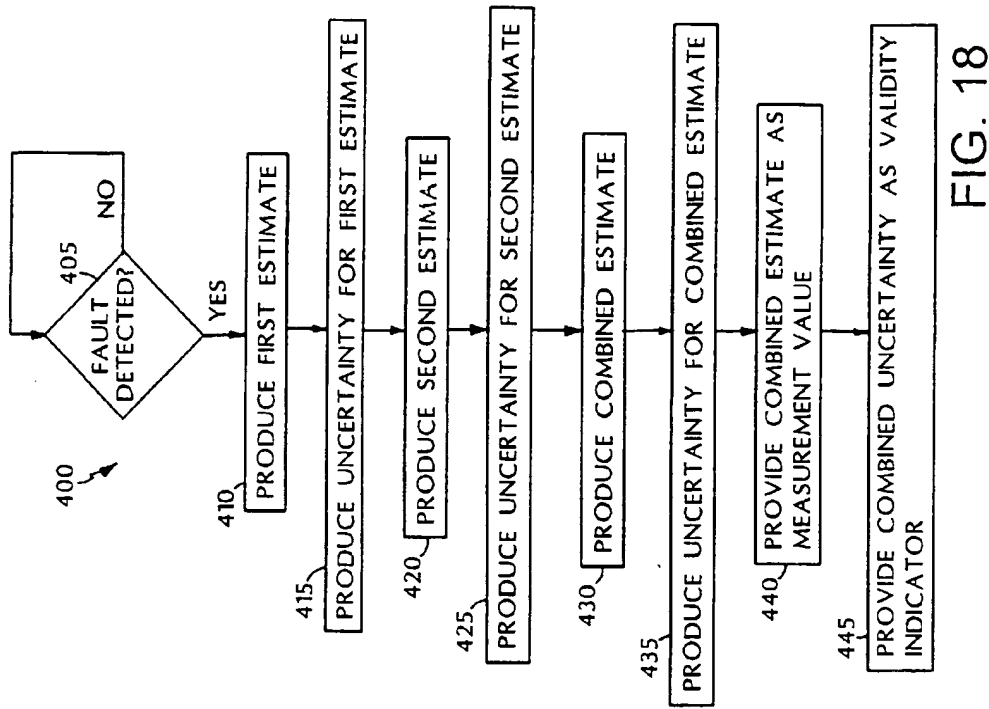 400
405
FAULT
DETECTED?
NO
YES
410
PRODUCE FIRST ESTIMATE
415
PRODUCE UNCERTAINTY FOR FIRST ESTIMATE
420
PRODUCE SECOND ESTIMATE
425
PRODUCE UNCERTAINTY FOR SECOND ESTIMATE
430
PRODUCE COMBINED ESTIMATE
435
PRODUCE UNCERTAINTY FOR COMBINED ESTIMATE
440
PROVIDE COMBINED ESTIMATE AS
MEASUREMENT VALUE
445
PROVIDE COMBINED UNCERTAINTY AS VALIDITY
INDICATOR
FIG. 18